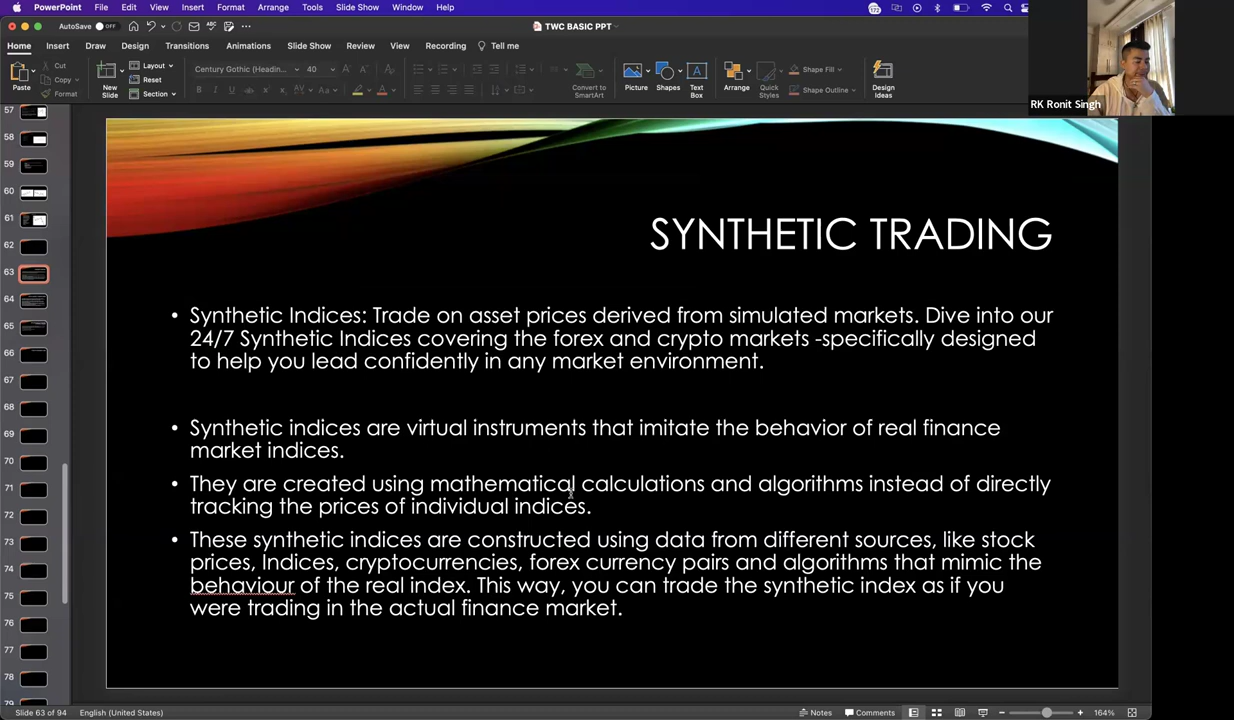 PowerPoint File Edit View Insert Format Arrange Tools Slide Show Window Help
172
AutoSave OFF
TWC BASIC PPT
Home Insert Draw Design Transitions Animations Slide Show Review View Recording Tell me
Paste
Cut
Copy
Format
New Slide
Layout
Reset
Section
Century Gothic (Headin...
40
Convert to SmartArt
Picture
Shapes
Text Box
Arrange
Quick Styles
Shape Fill
Shape Outline
Design Ideas
RK Ronit Singh
57
58
59
60
61
62
63
64
65
66
67
68
69
70
71
72
73
74
75
76
77
78
79
SYNTHETIC TRADING
• Synthetic Indices: Trade on asset prices derived from simulated markets. Dive into our
24/7 Synthetic Indices covering the forex and crypto markets -specifically designed
to help you lead confidently in any market environment.
• Synthetic indices are virtual instruments that imitate the behavior of real finance
market indices.
• They are created using mathematical calculations and algorithms instead of directly
tracking the prices of individual indices.
• These synthetic indices are constructed using data from different sources, like stock
prices, Indices, cryptocurrencies, forex currency pairs and algorithms that mimic the
behaviour of the real index. This way, you can trade the synthetic index as if you
were trading in the actual finance market.
Slide 63 of 94 English (United States) Notes Comments 164%